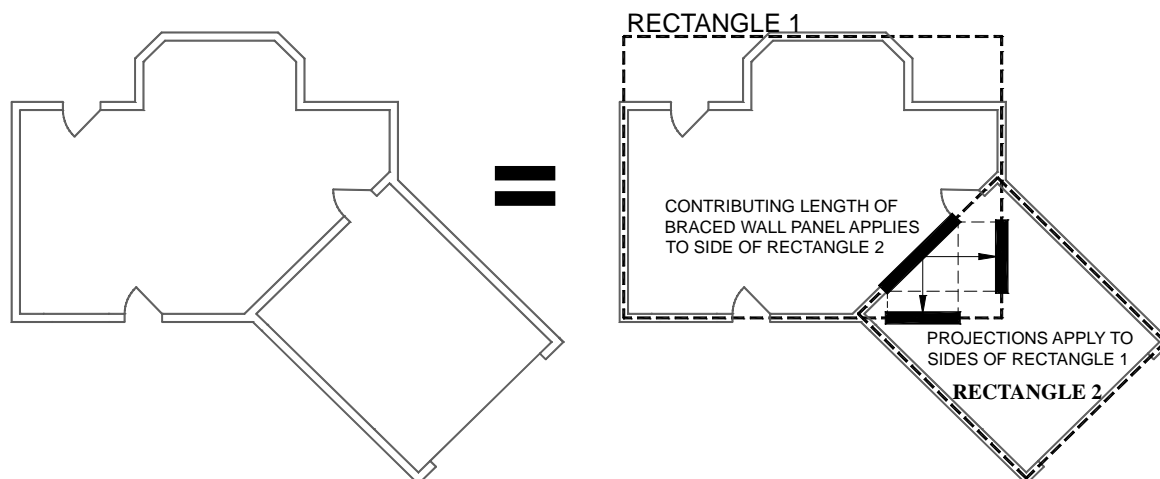 RECTANGLE 1
CONTRIBUTING LENGTH OF
BRACED WALL PANEL APPLIES
TO SIDE OF RECTANGLE 2
PROJECTIONS APPLY TO
SIDES OF RECTANGLE 1
RECTANGLE 2